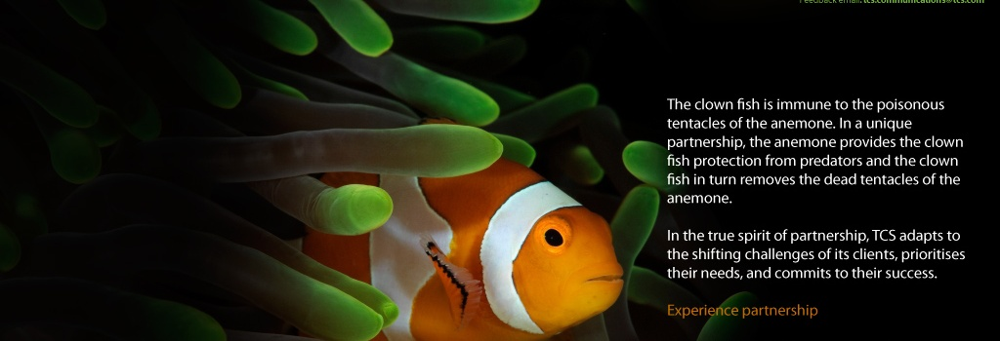 Feedback email: tcs.communications@tcs.com
The clown fish is immune to the poisonous
tentacles of the anemone. In a unique
partnership, the anemone provides the clown
fish protection from predators and the clown
fish in turn removes the dead tentacles of the
anemone.
In the true spirit of partnership, TCS adapts to
the shifting challenges of its clients, prioritises
their needs, and commits to their success.
Experience partnership